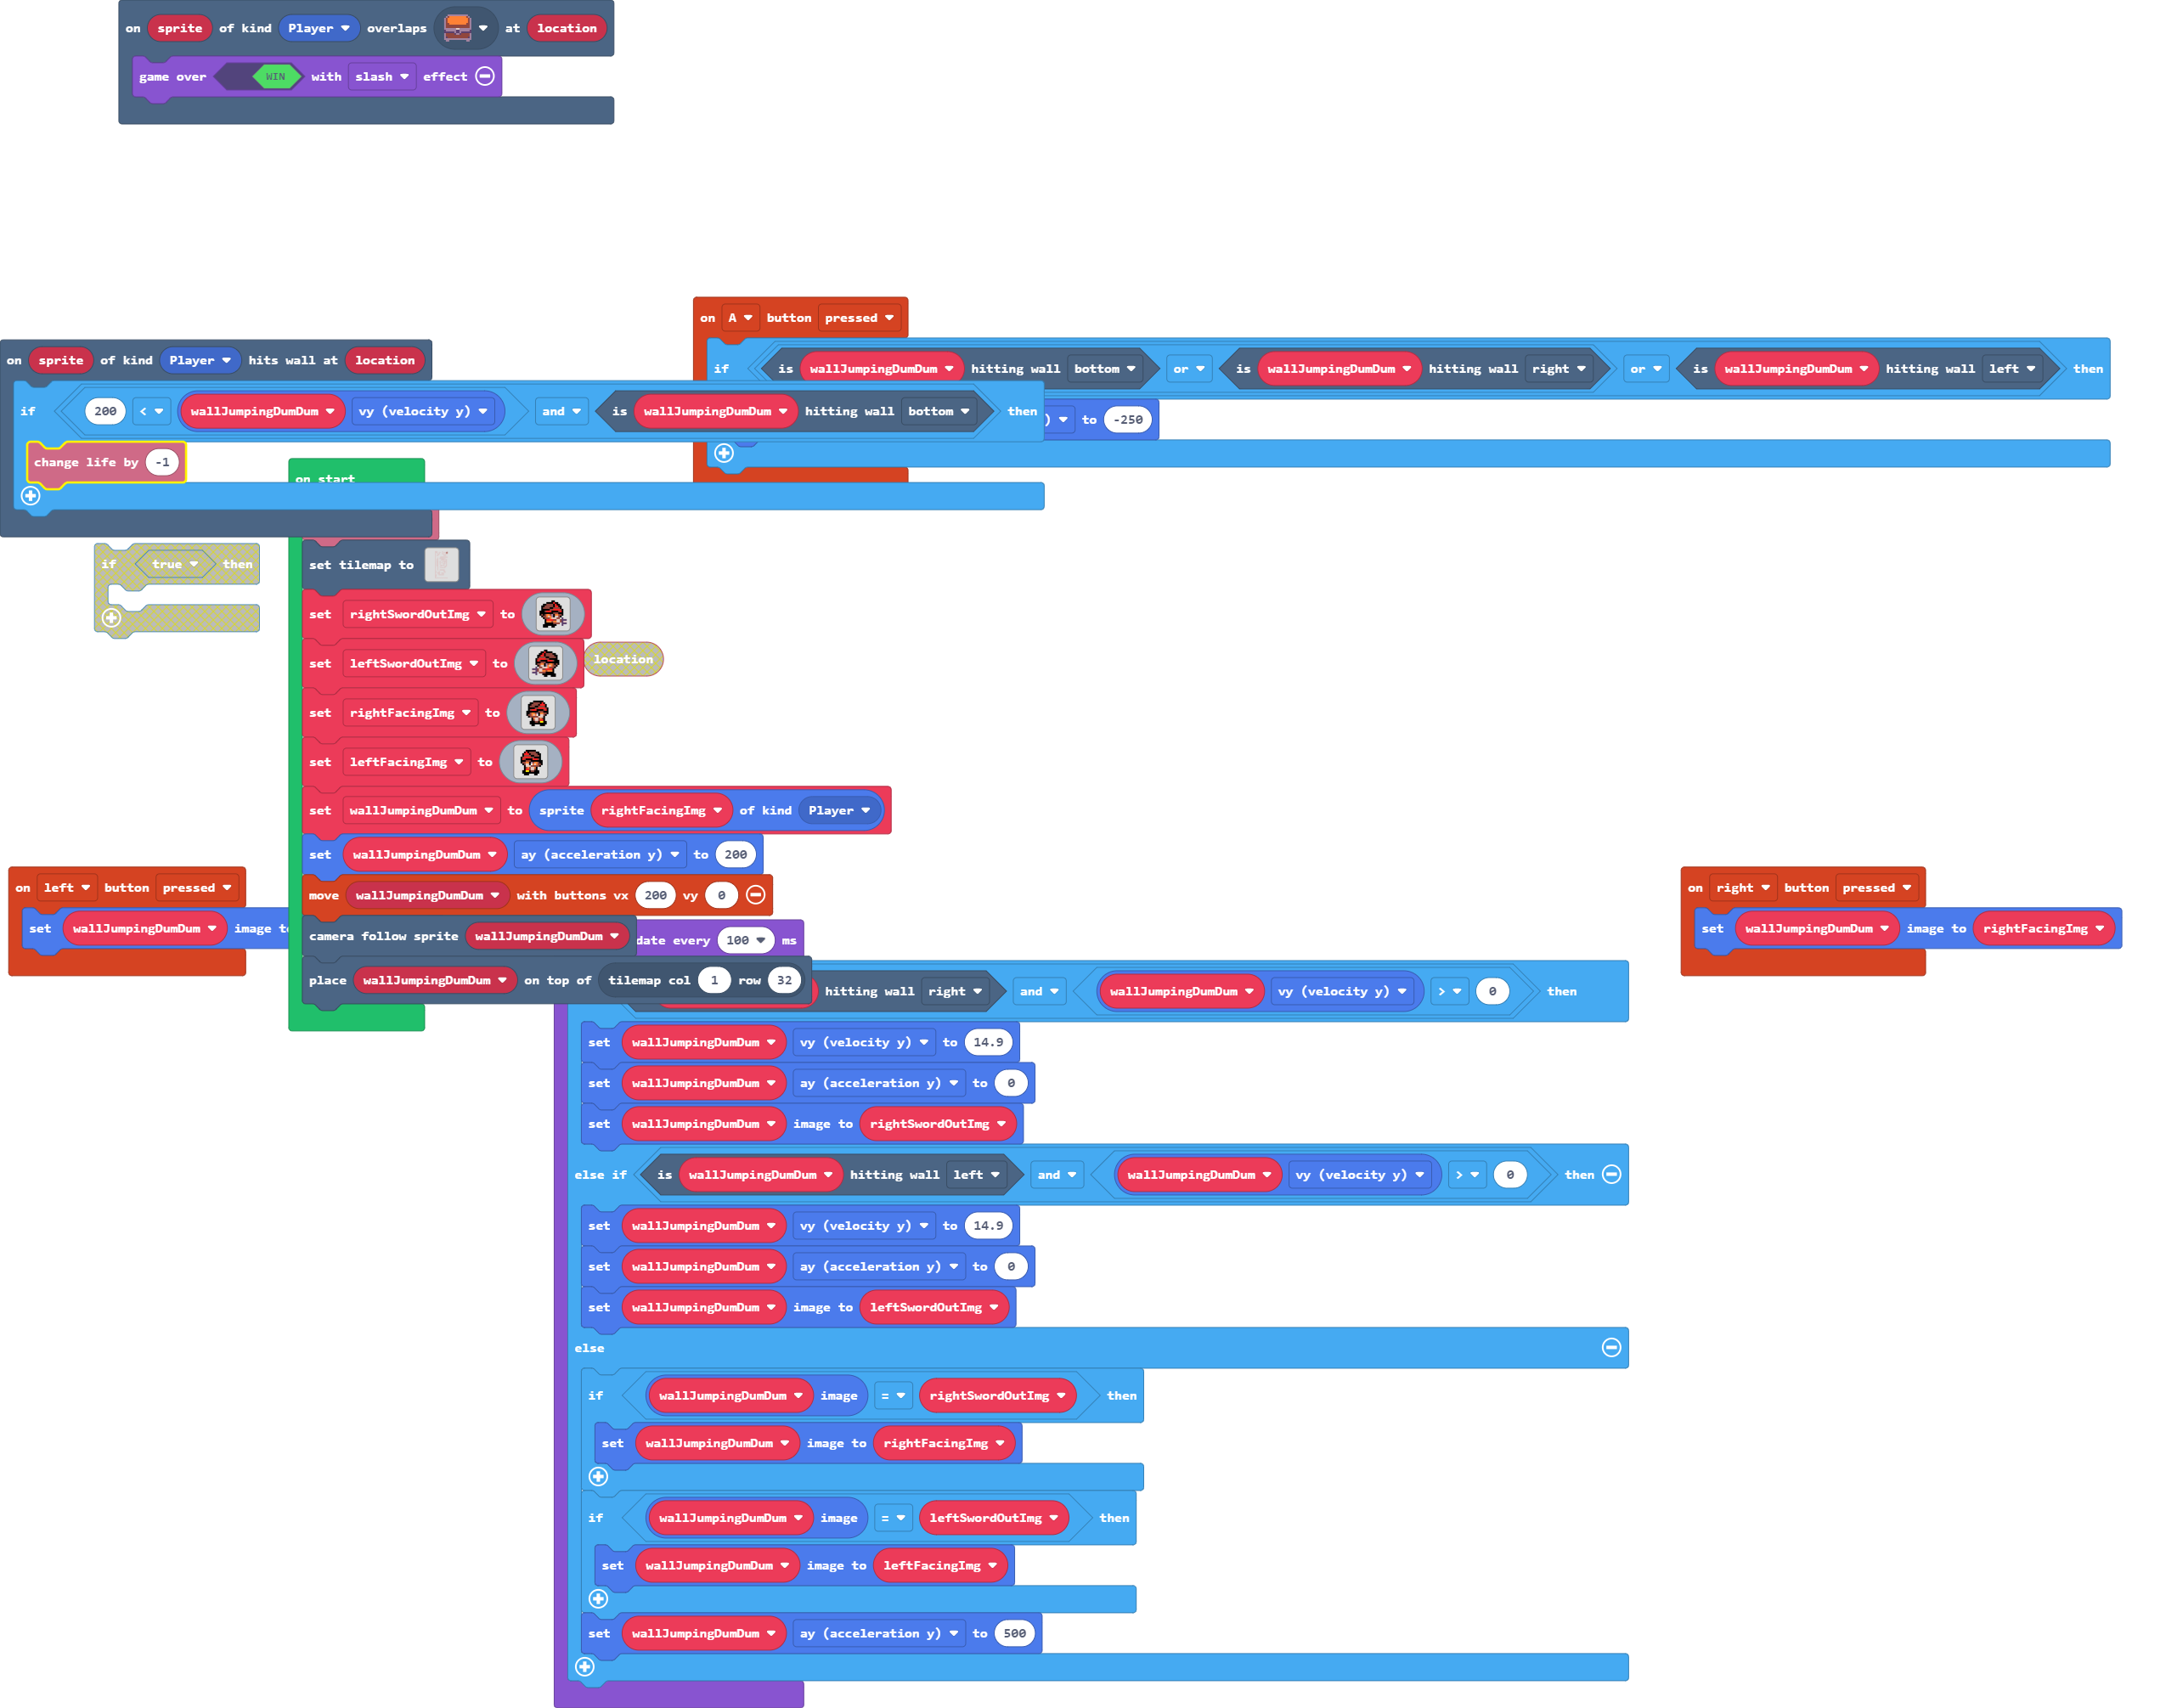 on sprite of kind Player overlaps at location
game over WIN with slash effect
on A button pressed
if is wallJumpingDumDum hitting wall bottom or is wallJumpingDumDum hitting wall right or is wallJumpingDumDum hitting wall left then
) to -250
on sprite of kind Player hits wall at location
if 200 < wallJumpingDumDum vy (velocity y) and is wallJumpingDumDum hitting wall bottom then
change life by -1
on start
if true then
set tilemap to
set rightSwordOutImg to
set leftSwordOutImg to
location
set rightFacingImg to
set leftFacingImg to
set wallJumpingDumDum to sprite rightFacingImg of kind Player
set wallJumpingDumDum ay (acceleration y) to 200
move wallJumpingDumDum with buttons vx 200 vy 0
camera follow sprite wallJumpingDumDum
place wallJumpingDumDum on top of tilemap col 1 row 32
on left button pressed
set wallJumpingDumDum image to
on right button pressed
set wallJumpingDumDum image to rightFacingImg
date every 100 ms
hitting wall right and wallJumpingDumDum vy (velocity y) > 0 then
set wallJumpingDumDum vy (velocity y) to 14.9
set wallJumpingDumDum ay (acceleration y) to 0
set wallJumpingDumDum image to rightSwordOutImg
else if is wallJumpingDumDum hitting wall left and wallJumpingDumDum vy (velocity y) > 0 then
set wallJumpingDumDum vy (velocity y) to 14.9
set wallJumpingDumDum ay (acceleration y) to 0
set wallJumpingDumDum image to leftSwordOutImg
else
if wallJumpingDumDum image = rightSwordOutImg then
set wallJumpingDumDum image to rightFacingImg
if wallJumpingDumDum image = leftSwordOutImg then
set wallJumpingDumDum image to leftFacingImg
set wallJumpingDumDum ay (acceleration y) to 500